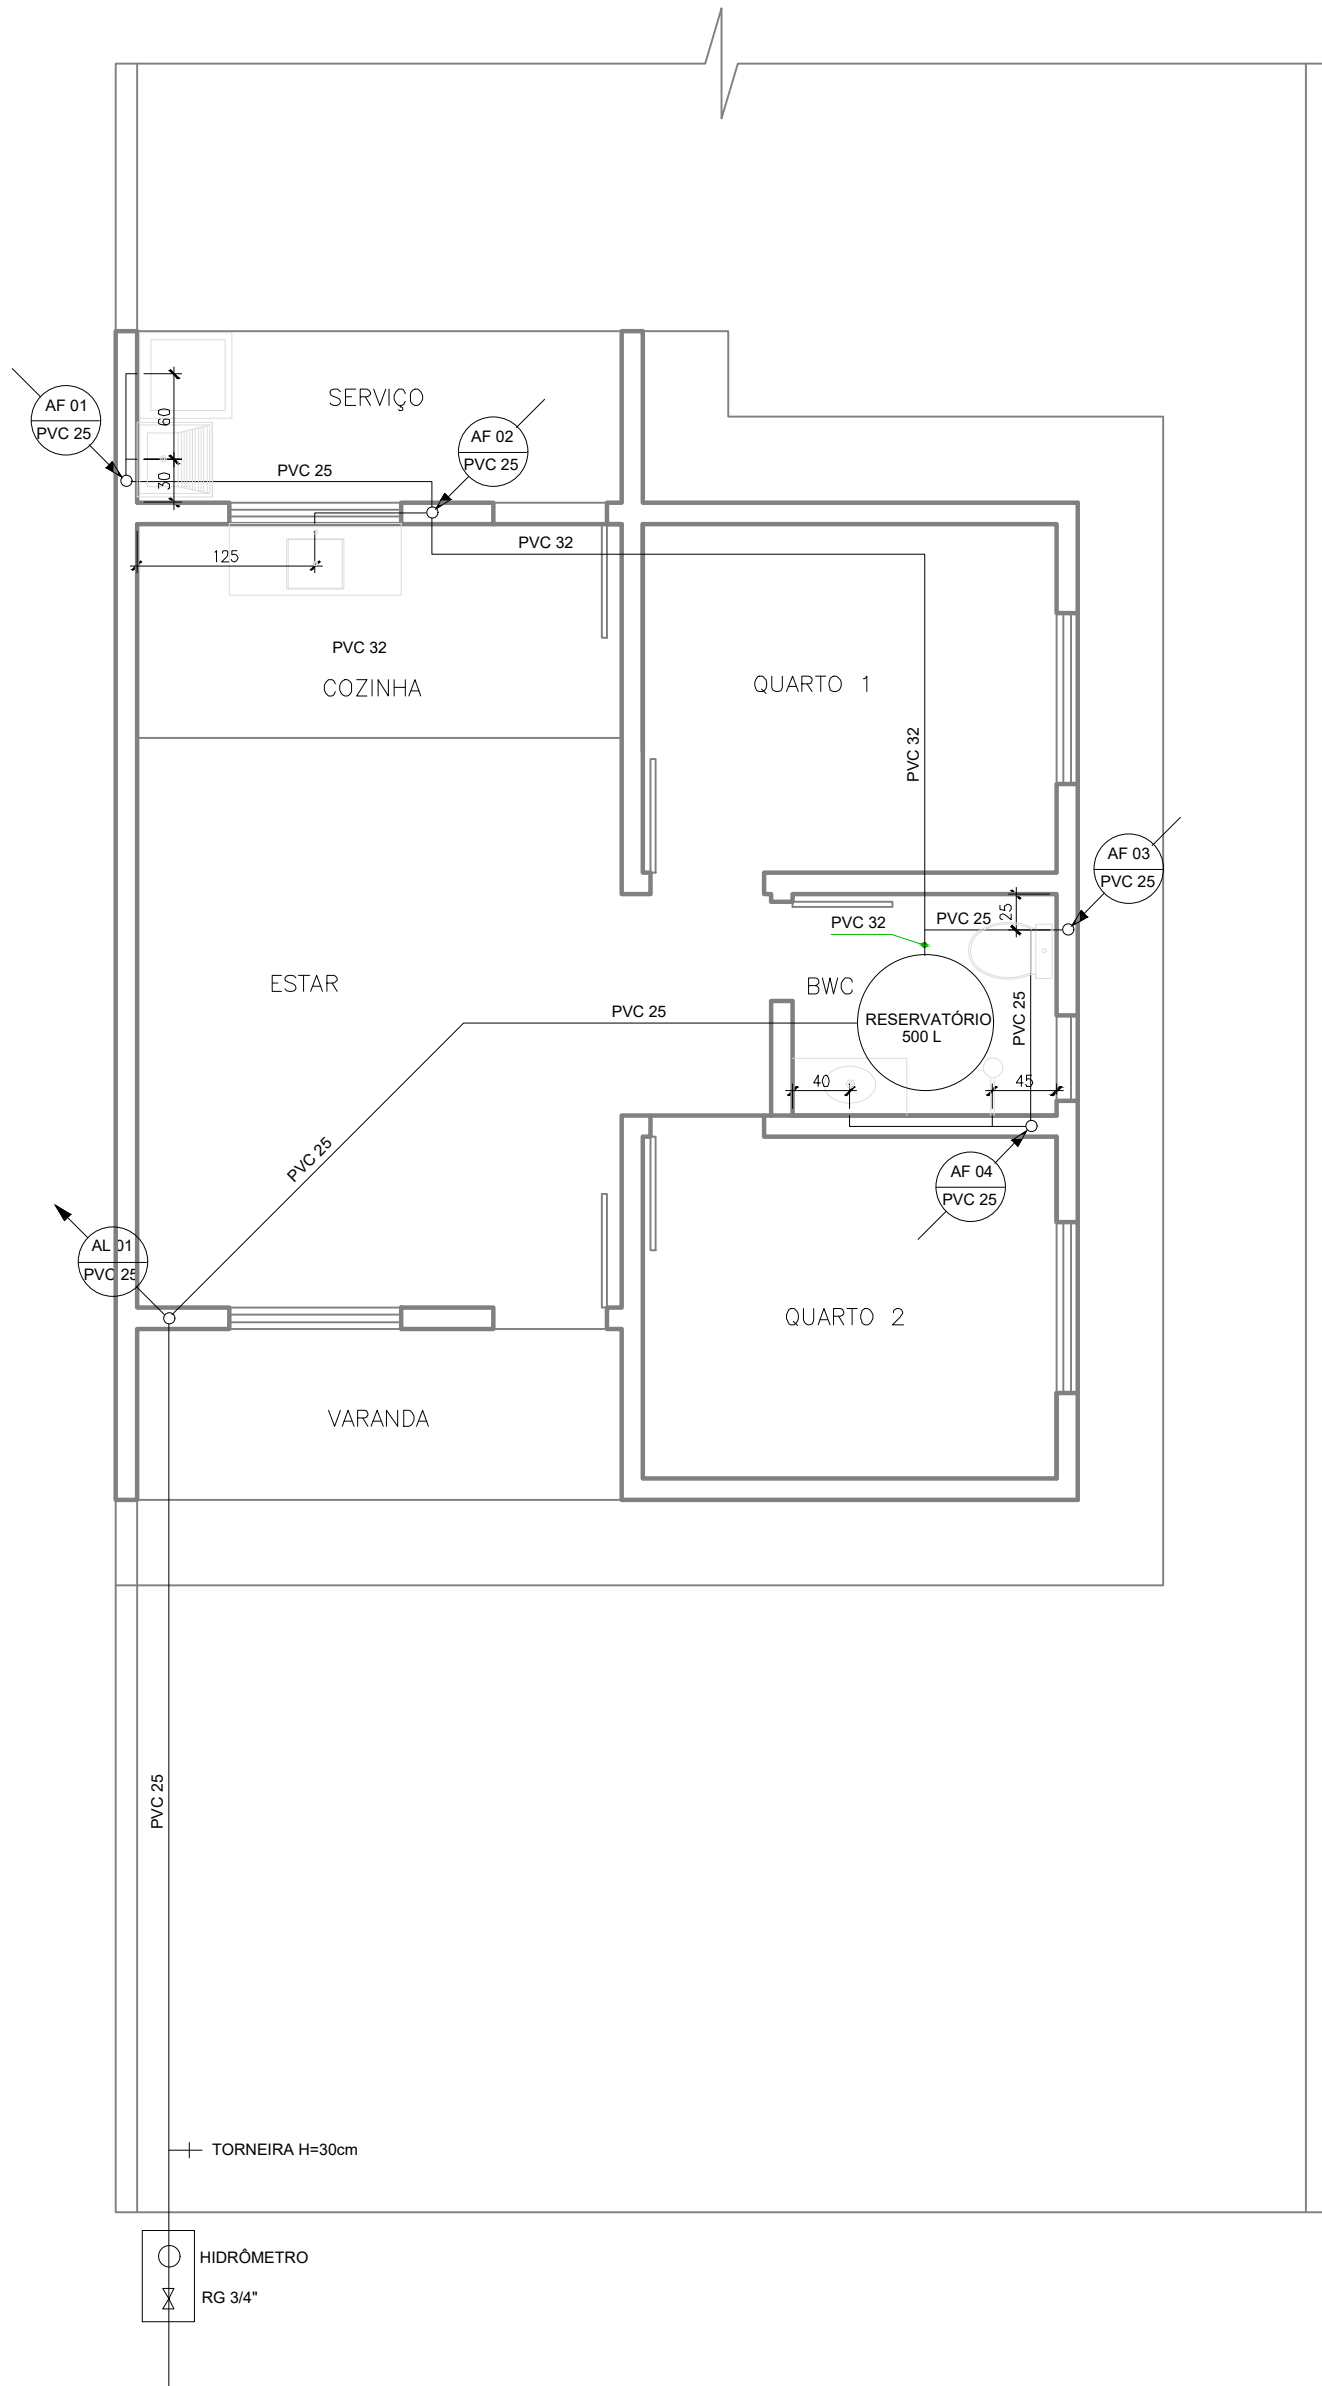 AF 01
PVC 25
60
30
SERVIÇO
AF 02
PVC 25
PVC 25
125
PVC 32
PVC 32
COZINHA
QUARTO 1
PVC 32
AF 03
PVC 25
25
PVC 25
PVC 32
ESTAR
BWC
PVC 25
RESERVATÓRIO
500 L
PVC 25
40
45
PVC 25
AF 04
PVC 25
AL 01
PVC 25
QUARTO 2
VARANDA
PVC 25
TORNEIRA H=30cm
HIDRÔMETRO
RG 3/4"